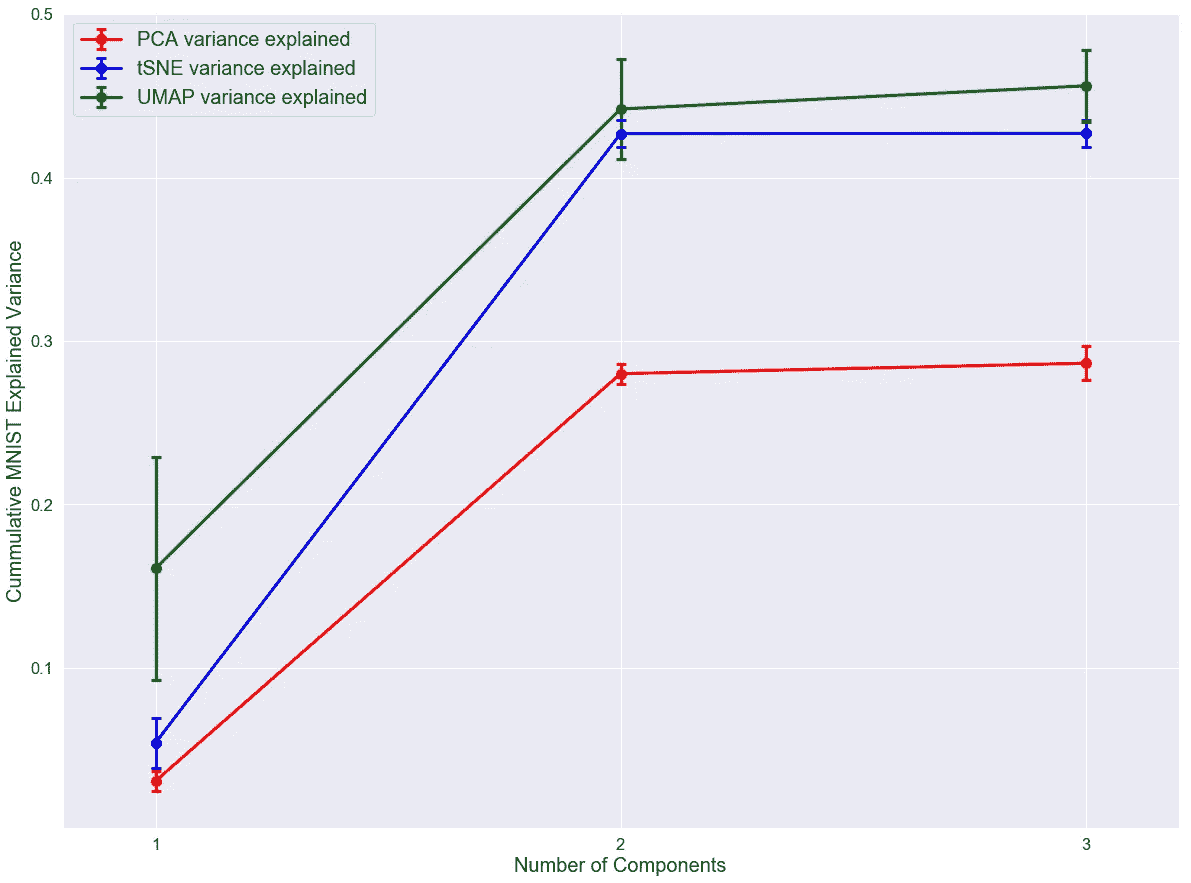 0.5
PCA variance explained
tSNE variance explained
UMAP variance explained
0.4
0.3
0.2
0.1
Cummulative MNIST Explained Variance
1
2
3
Number of Components